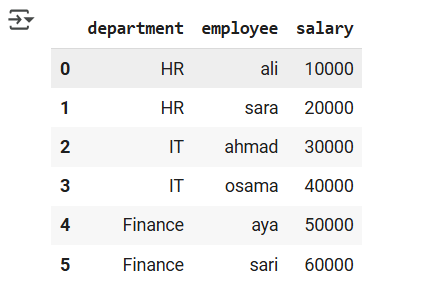 department employee salary
0 HR ali 10000
1 HR sara 20000
2 IT ahmad 30000
3 IT osama 40000
4 Finance aya 50000
5 Finance sari 60000